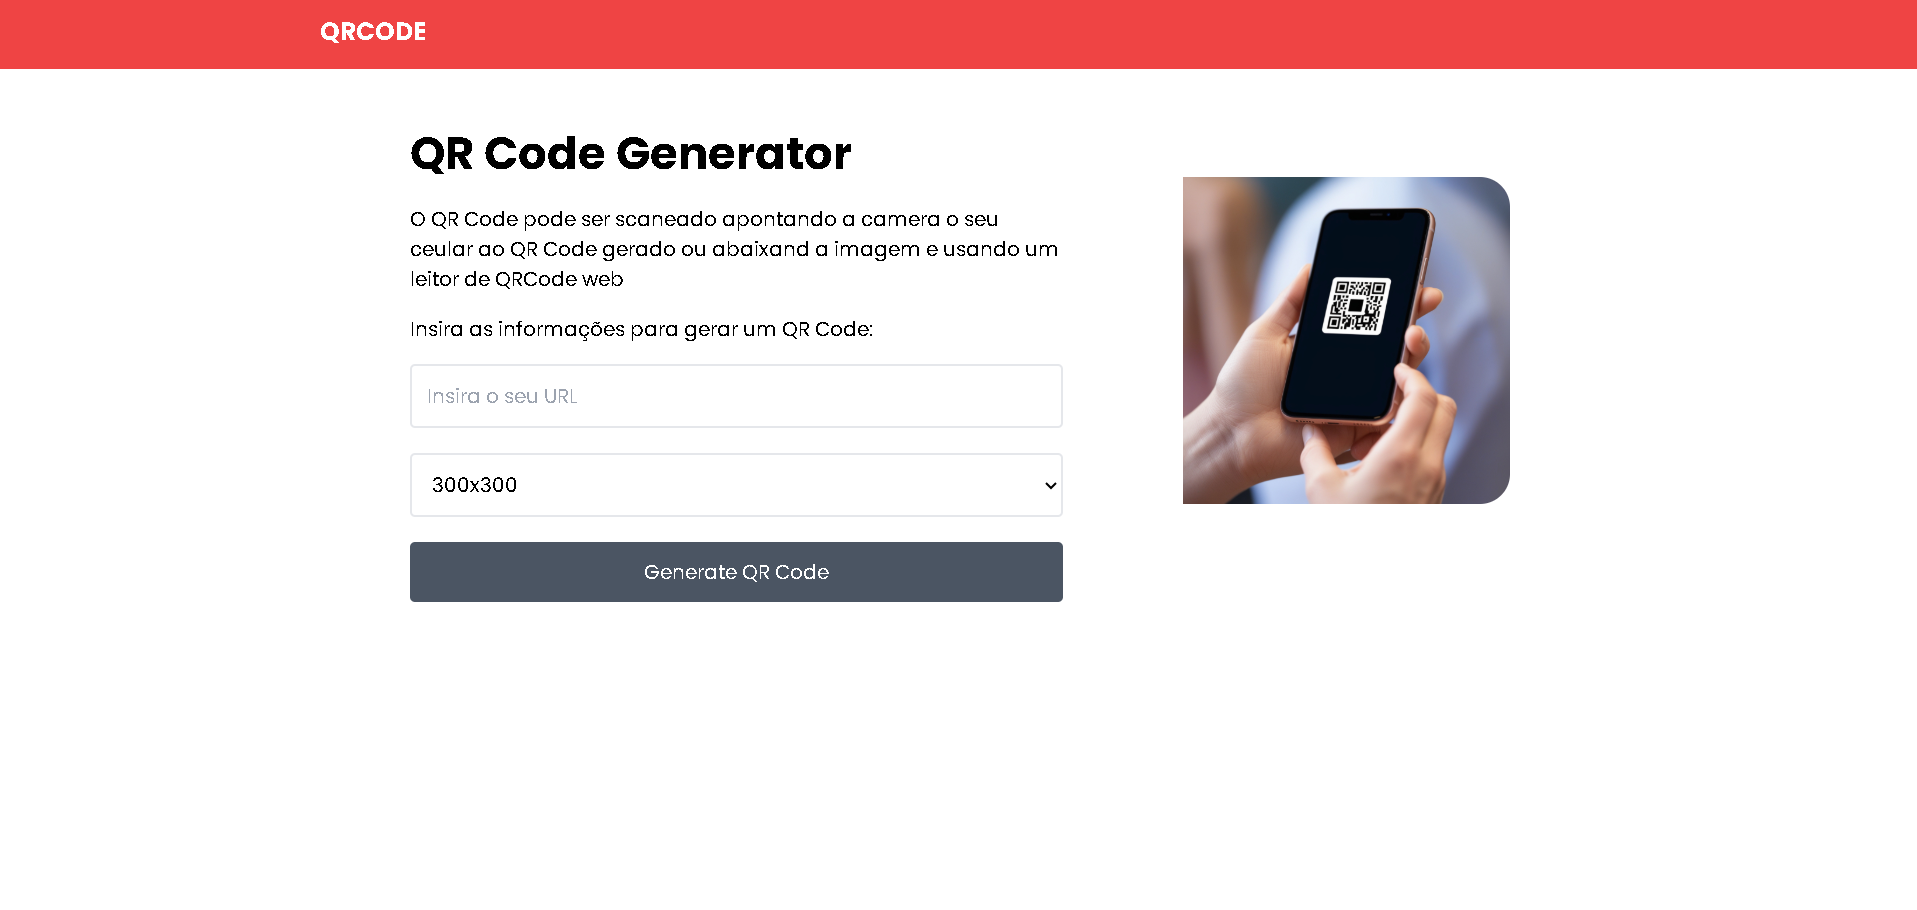 QRCODE
QR Code Generator
O QR Code pode ser scaneado apontando a camera o seu
ceular ao QR Code gerado ou abaixand a imagem e usando um
leitor de QRCode web
Insira as informações para gerar um QR Code:
Insira o seu URL
300x300
Generate QR Code